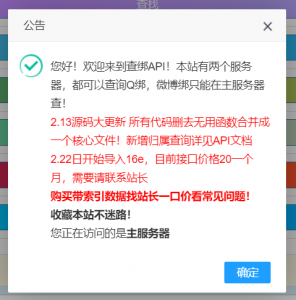 查找
公告
您好！欢迎来到查绑API！本站有两个服务
器，都可以查询Q绑，微博绑只能在主服务器
查！
2.13源码大更新 所有代码删去无用函数合并成
一个核心文件！新增归属查询详见API文档
2.22日开始导入16e，目前接口价格20一个
月，需要请联系站长
购买带索引数据找站长一口价看常见问题！
收藏本站不迷路！
您正在访问的是主服务器
确定